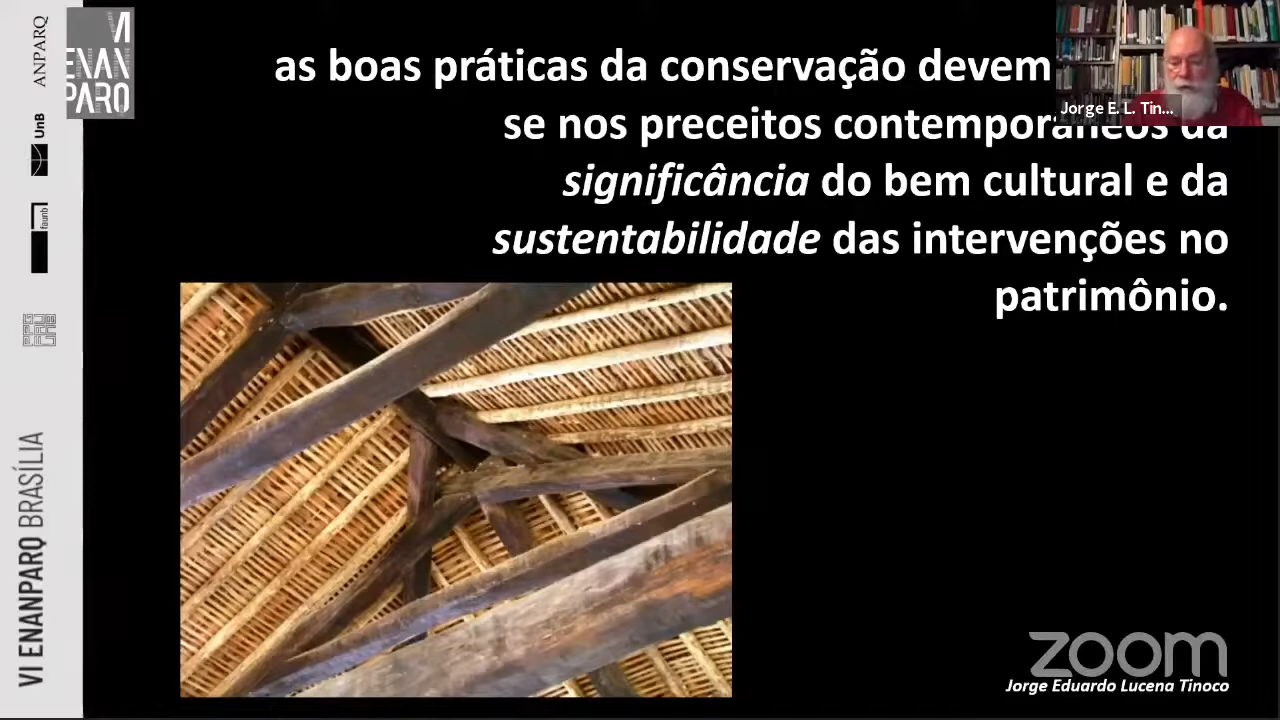 as boas práticas da conservação devem
se nos preceitos contemporâneos da
significância do bem cultural e da
sustentabilidade das intervenções no
patrimônio.
Jorge E. L. Tin...
VI
ENAN
PARQ
ANPARQ
UnB
faunb
VI ENANPARQ BRASÍLIA
zoom
Jorge Eduardo Lucena Tinoco